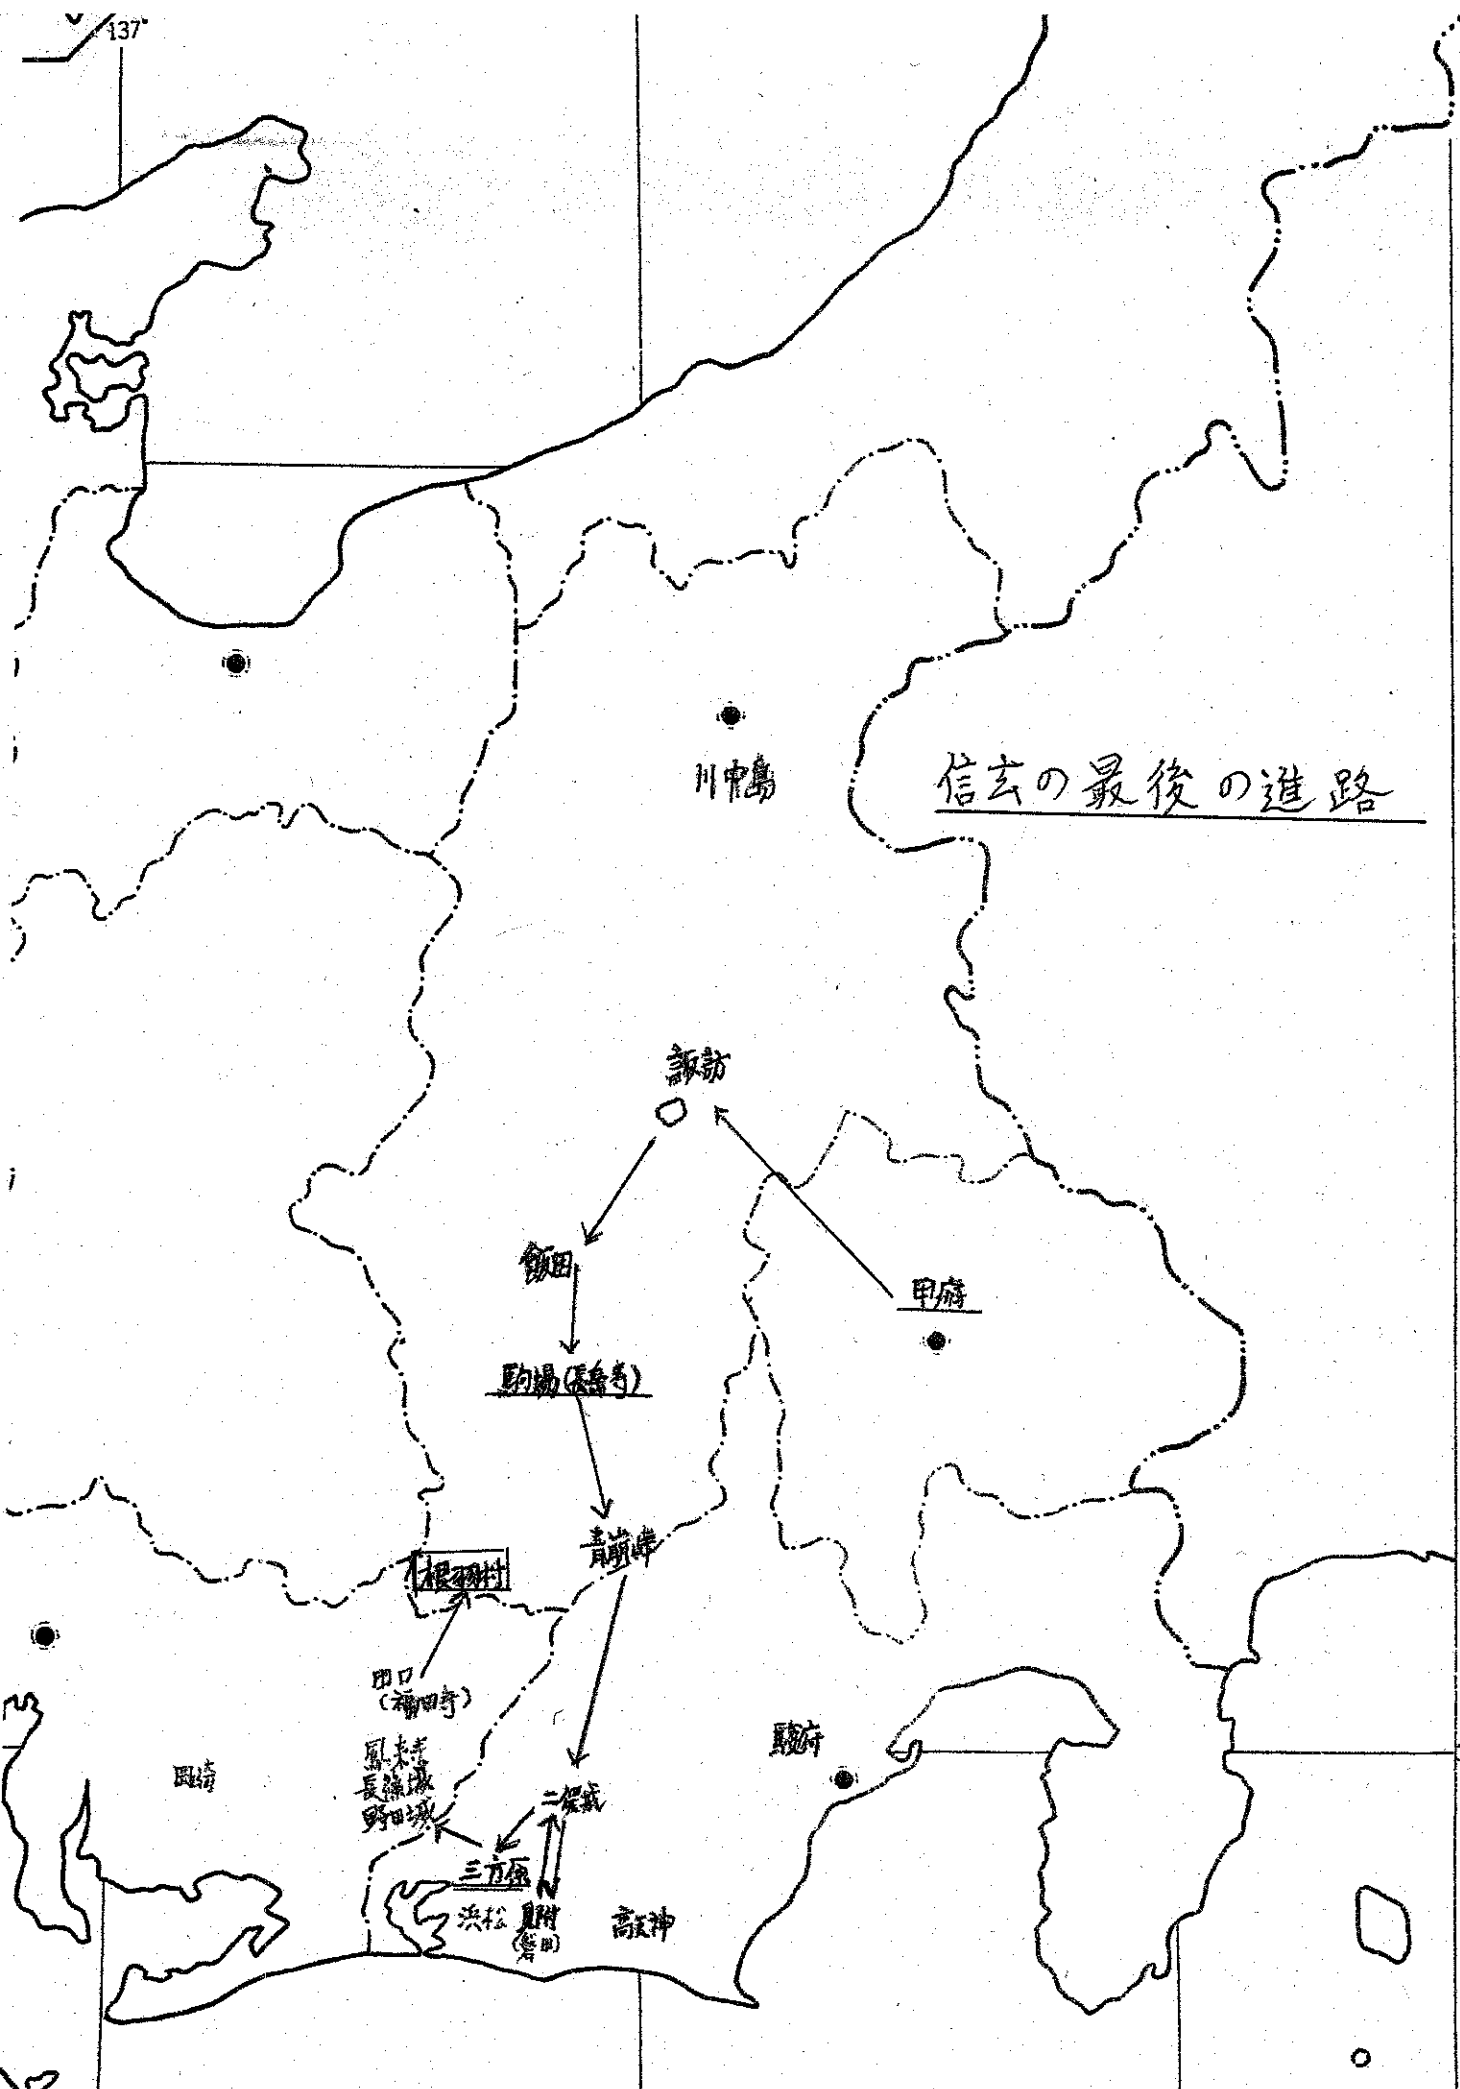 137
川中島
信玄の最後の進路
諏訪
飯田
甲府
駒場(長岳寺)
青崩峠
根羽村
田口
(福田寺)
鳳来寺
長篠城
野田城
岡崎
駿府
二俣城
三方原
浜松
見附
(磐田)
高天神